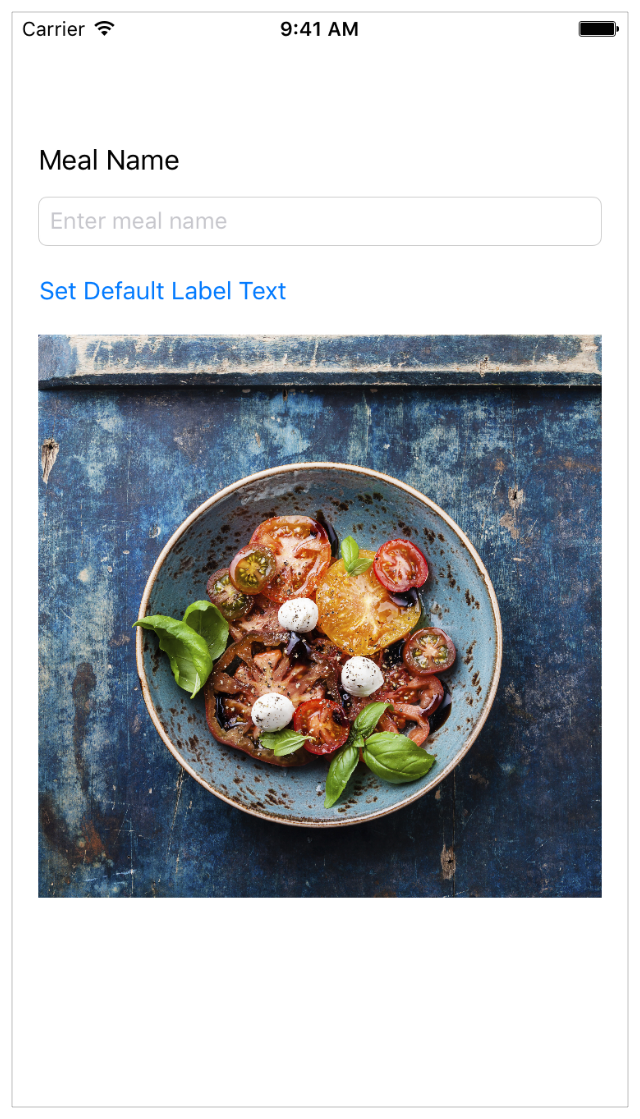 Carrier 9:41 AM
Meal Name
Enter meal name
Set Default Label Text